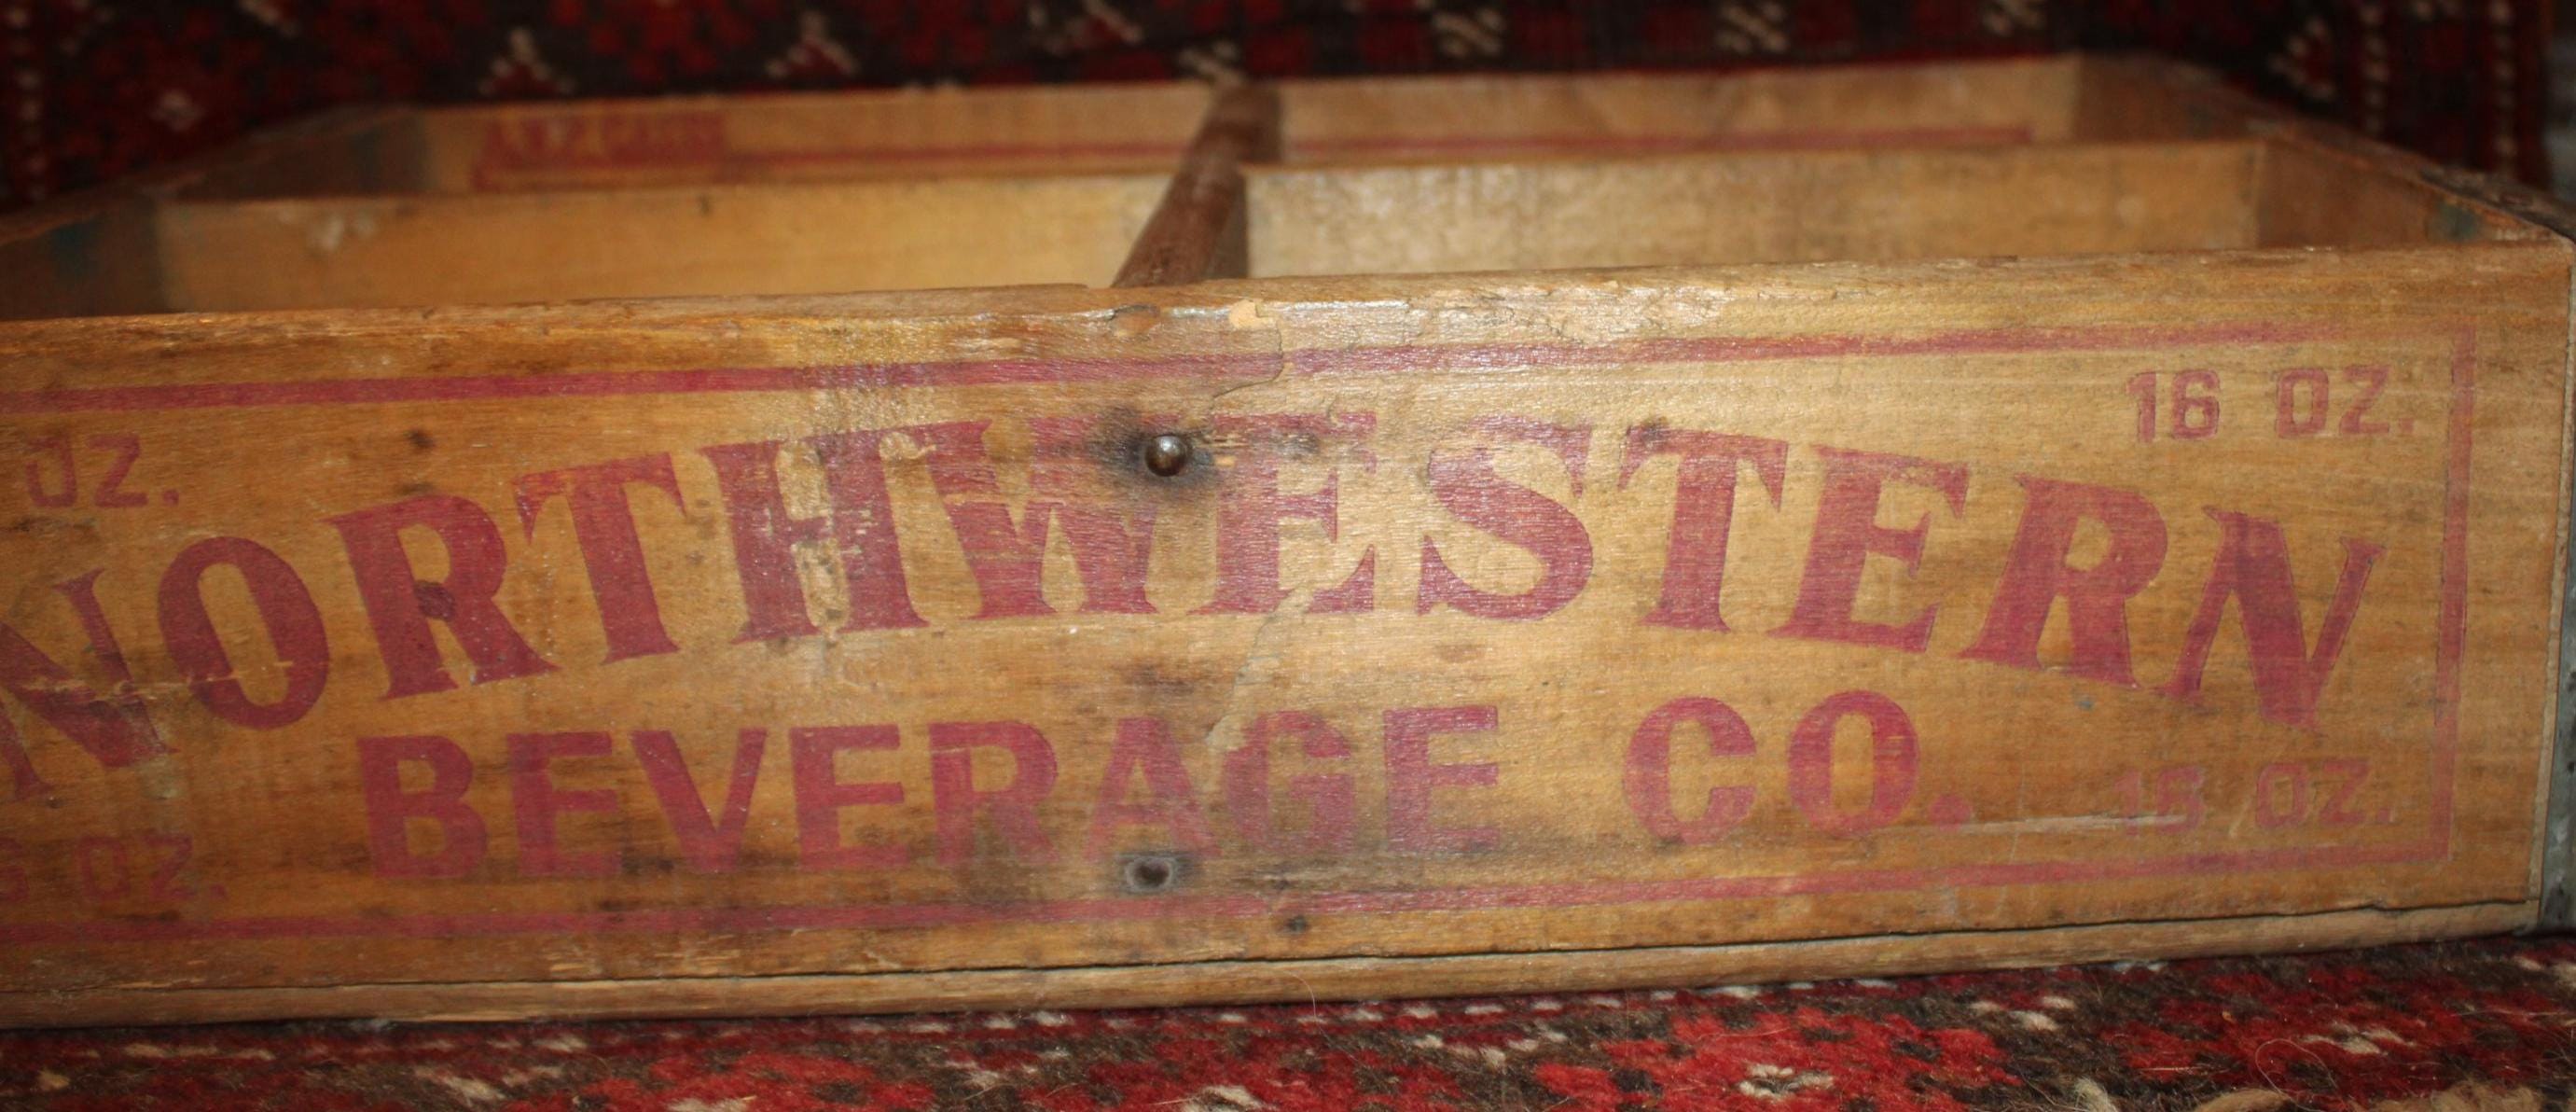 OZ.
16 OZ.
NORTHWESTERN
BEVERAGE CO.
OZ.
16 OZ.